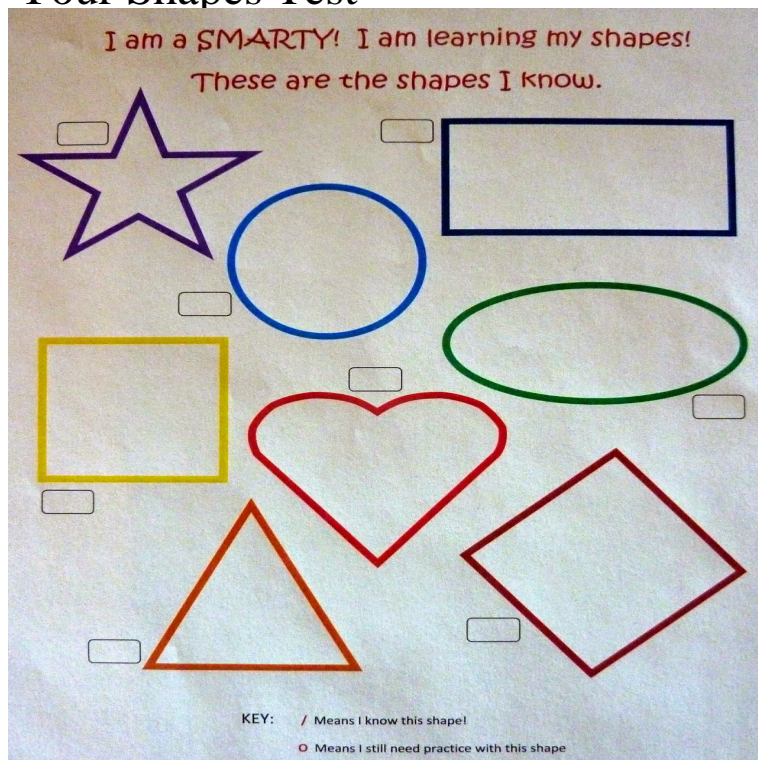 Your Shapes Test
I am a SMARTY! I am learning my shapes!
These are the shapes I know.
KEY: / Means I know this shape!
O Means I still need practice with this shape